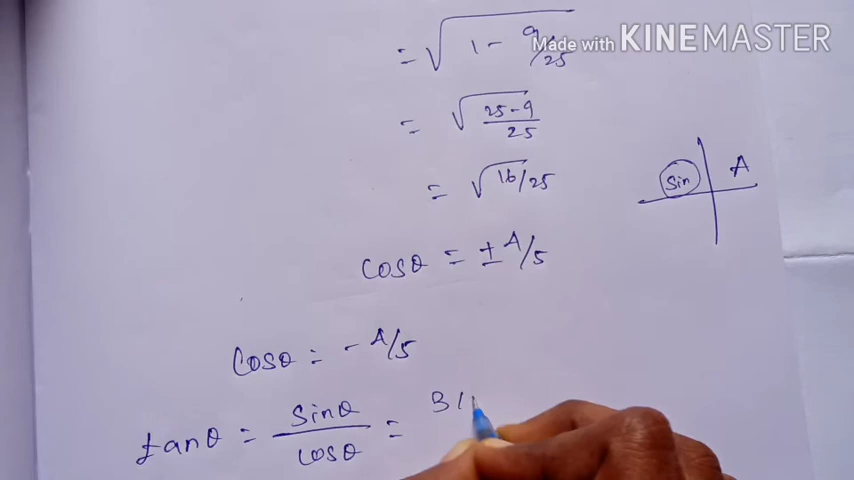 = √1 - 9/25
Made with KINEMASTER
= √25-9/25
= √16/25
sin A
cosθ = ± 4/5
cosθ = - 4/5
tanθ = sinθ/cosθ = 3/